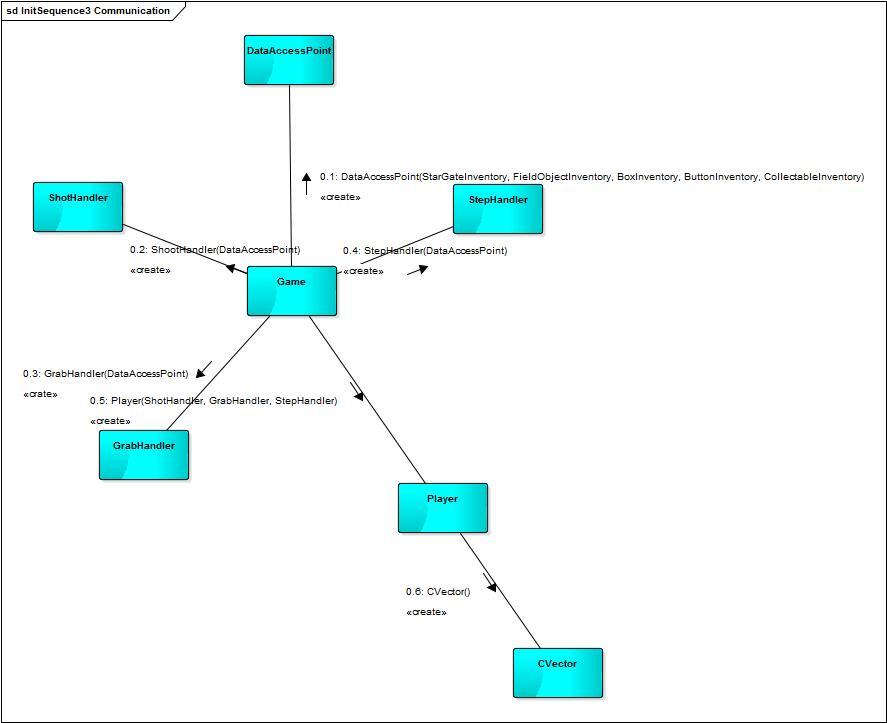 sd InitSequence3 Communication
DataAccessPoint
0.1: DataAccessPoint(StarGateInventory, FieldObjectInventory, BoxInventory, ButtonInventory, CollectableInventory)
«create»
ShotHandler
StepHandler
0.2: ShootHandler(DataAccessPoint)
«create»
0.4: StepHandler(DataAccessPoint)
«create»
Game
0.3: GrabHandler(DataAccessPoint)
«crate»
0.5: Player(ShotHandler, GrabHandler, StepHandler)
«create»
GrabHandler
Player
0.6: CVector()
«create»
CVector